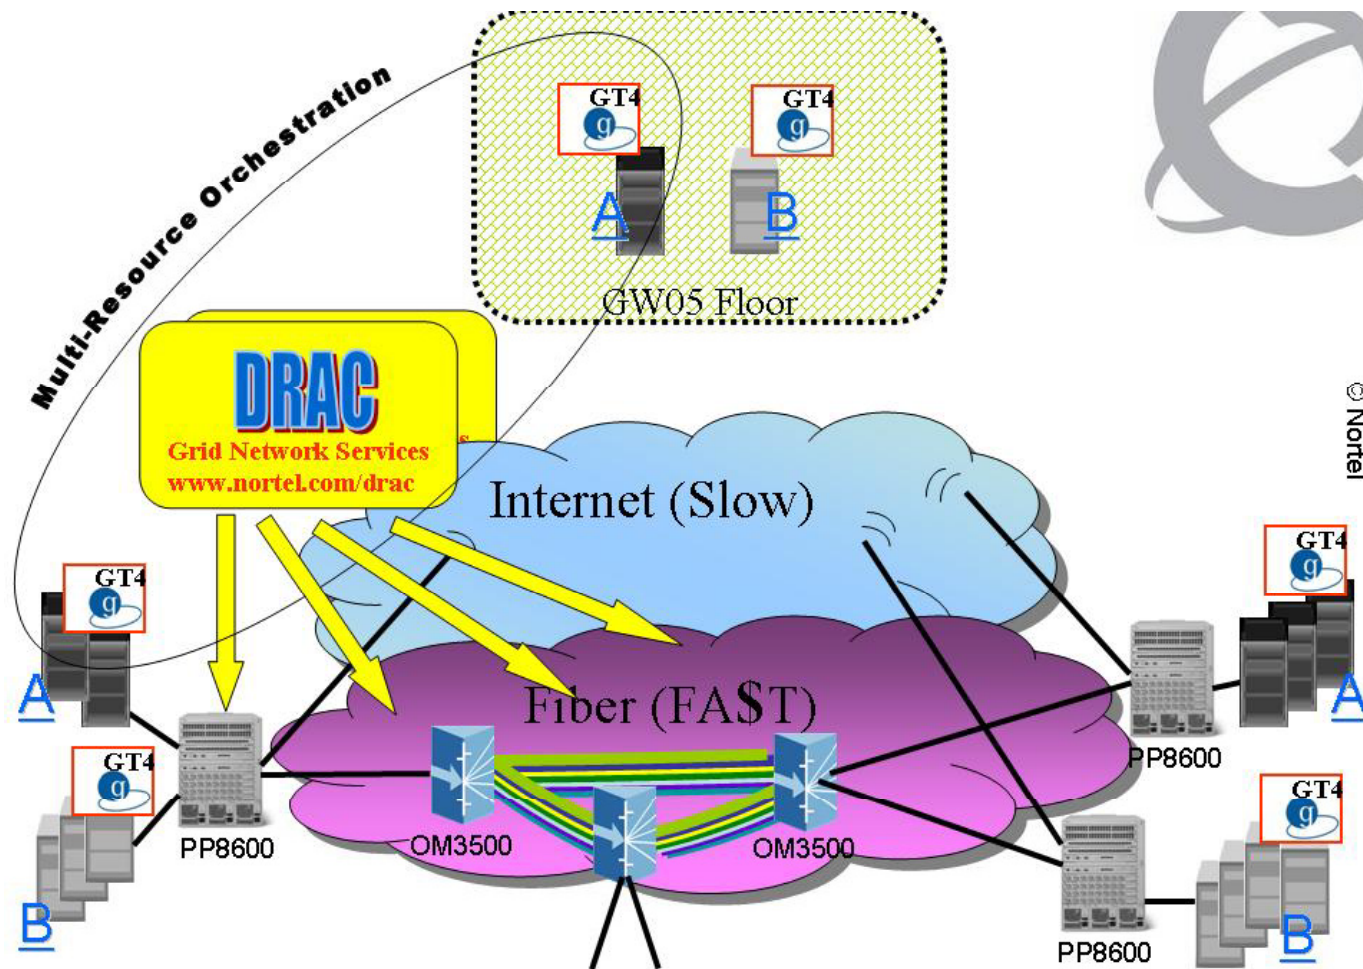 GT4
g
GT4
g
A
B
GW05 Floor
Multi-Resource Orchestration
DRAC
Grid Network Services
s
www.nortel.com/drac
© Nortel
Internet (Slow)
GT4
g
A
GT4
g
A
Fiber (FA$T)
PP8600
GT4
g
B
PP8600
OM3500
OM3500
GT4
g
B
PP8600